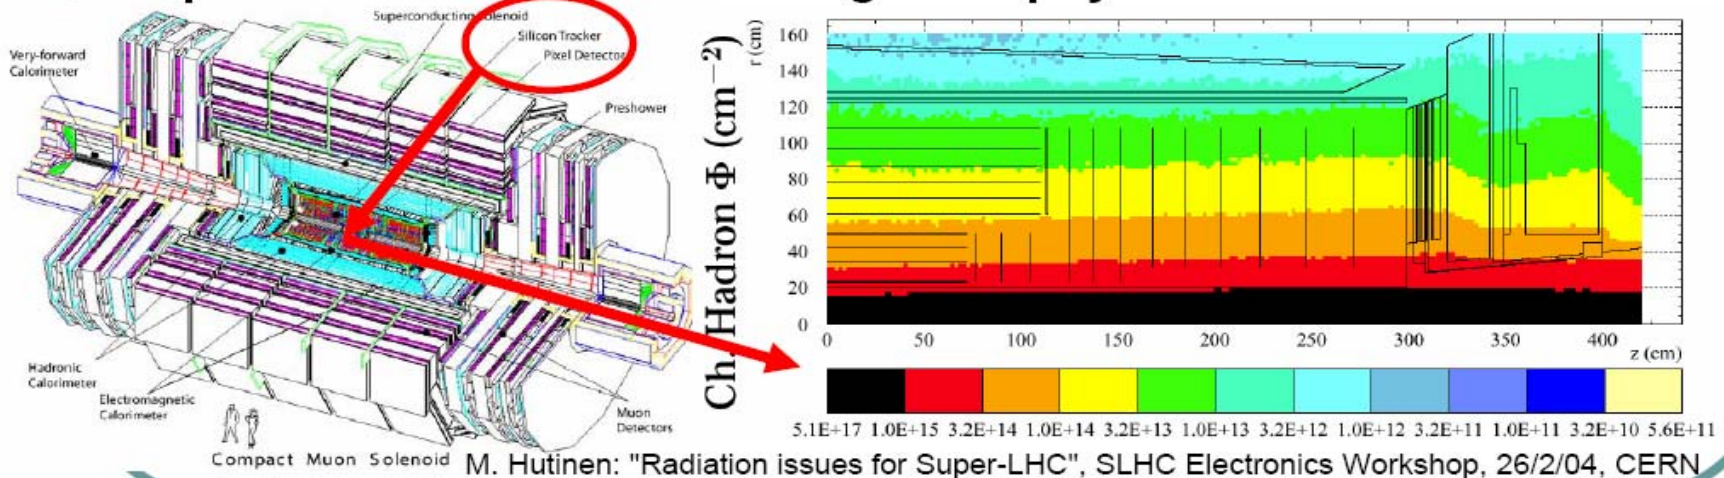 Superconducting Solenoid
Silicon Tracker
Pixel Detector
Very-forward
Calorimeter
Preshower
Hadronic
Calorimeter
Electromagnetic
Calorimeter
Muon
Detectors
Compact Muon Solenoid
Ch. Hadron Φ (cm⁻²)
r (cm)
160
140
120
100
80
60
40
20
0
0 50 100 150 200 250 300 350 400
z (cm)
5.1E+17 1.0E+15 3.2E+14 1.0E+14 3.2E+13 1.0E+13 3.2E+12 1.0E+12 3.2E+11 1.0E+11 3.2E+10 5.6E+11
M. Hutinen: "Radiation issues for Super-LHC", SLHC Electronics Workshop, 26/2/04, CERN